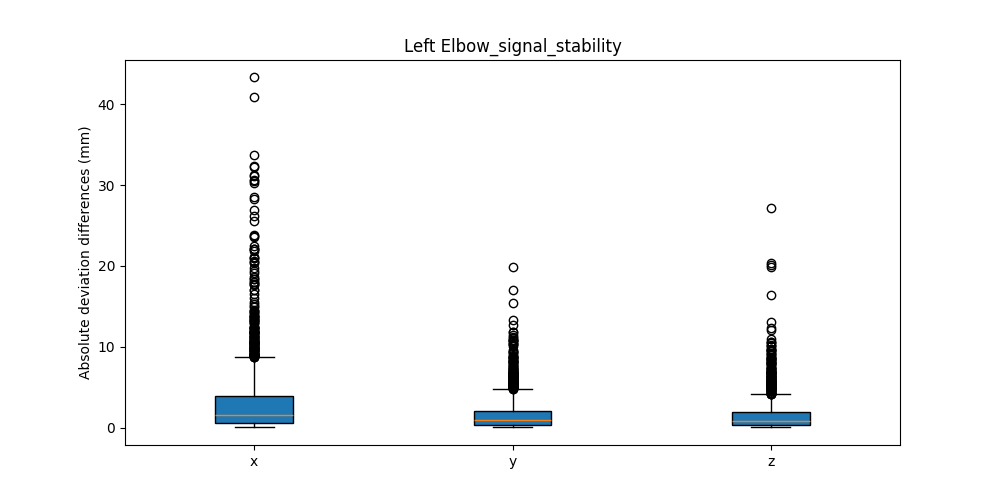 Left Elbow_signal_stability
Absolute deviation differences (mm)
40
30
20
10
0
x y z